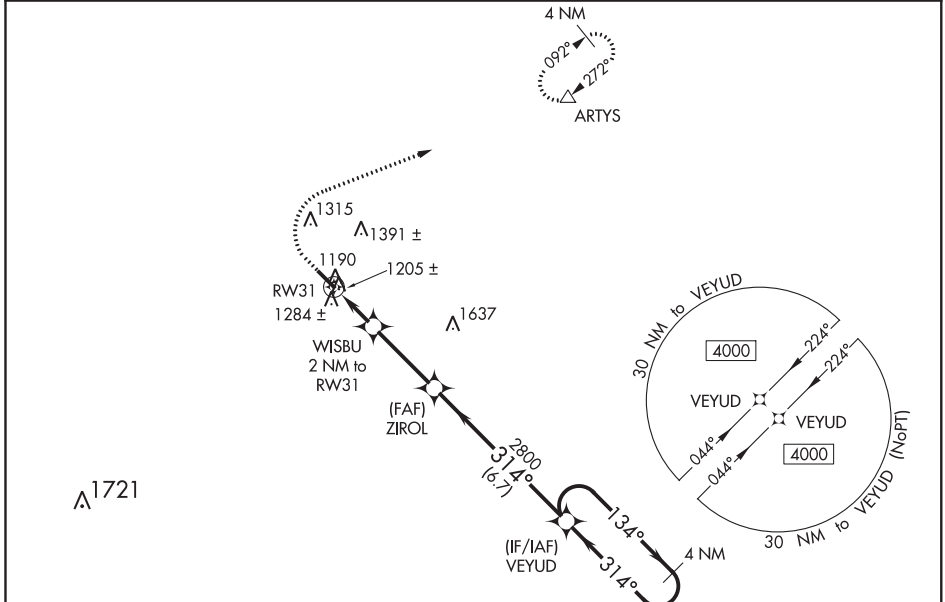 4 NM
092°
272°
ARTYS
1315
1391 ±
1190
1205 ±
RW31
1284 ±
WISBU
2 NM to
RW31
1637
(FAF)
ZIROL
30 NM to VEYUD
4000
224°
224°
VEYUD
VEYUD
044°
044°
4000
30 NM to VEYUD (NoPT)
2800
314°
(6.7)
1721
134°
4 NM
(IF/IAF)
VEYUD
314°